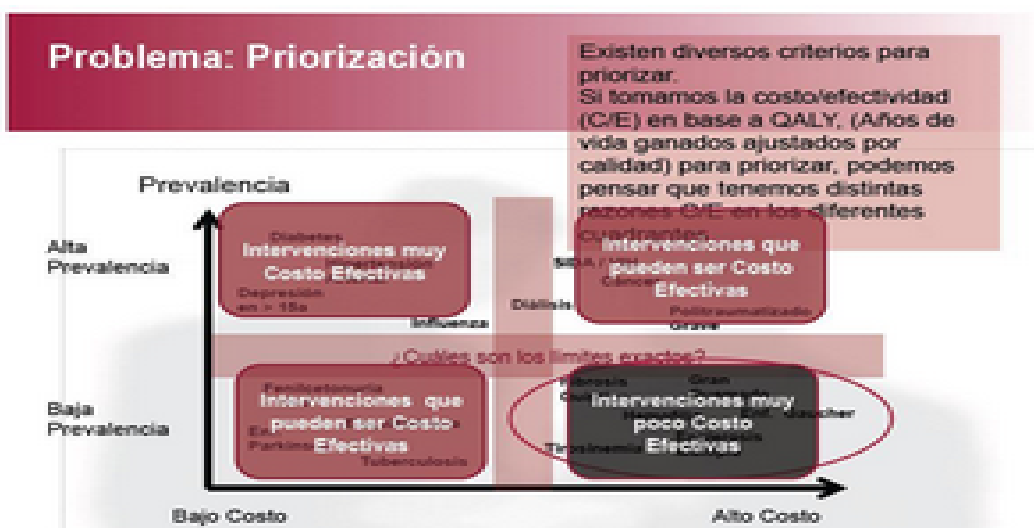 Problema: Priorización
Existen diversos criterios para
priorizar.
Si tomamos la costo/efectividad
(C/E) en base a QALY, (Años de
vida ganados ajustados por
calidad) para priorizar, podemos
pensar que tenemos distintas
razones C/E en los diferentes
cuadrantes
Prevalencia
Alta
Prevalencia
Diabetes
Intervenciones muy
Costo Efectivas
Depresión
en > 15a
Influenza
Intervenciones que
pueden ser Costo
Efectivas
Diálisis
Politraumatizado
Grave
¿Cuáles son los límites exactos?
Baja
Prevalencia
Fenilcetonuria
Intervenciones que
pueden ser Costo
Efectivas
Tuberculosis
Fibrosis
Gran
Intervenciones muy
poco Costo
Efectivas
Gaucher
Tirosinemia
Bajo Costo
Alto Costo